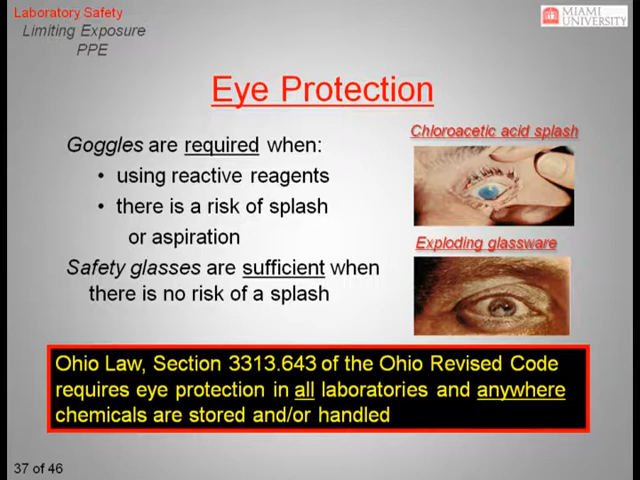 Laboratory Safety
Limiting Exposure
PPE
MIAMI
UNIVERSITY
Eye Protection
Goggles are required when:
• using reactive reagents
• there is a risk of splash
or aspiration
Safety glasses are sufficient when
there is no risk of a splash
Chloroacetic acid splash
Exploding glassware
Ohio Law, Section 3313.643 of the Ohio Revised Code
requires eye protection in all laboratories and anywhere
chemicals are stored and/or handled
37 of 46